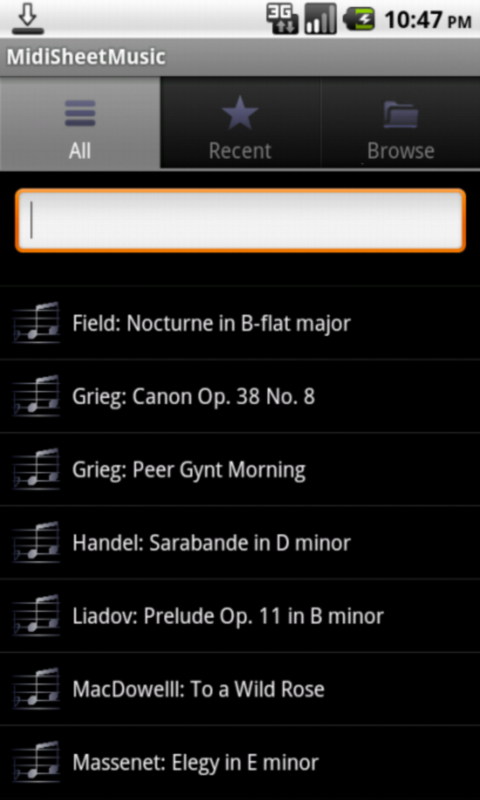 3G
10:47 PM
MidiSheetMusic
All
Recent
Browse
Field: Nocturne in B-flat major
Grieg: Canon Op. 38 No. 8
Grieg: Peer Gynt Morning
Handel: Sarabande in D minor
Liadov: Prelude Op. 11 in B minor
MacDowelll: To a Wild Rose
Massenet: Elegy in E minor